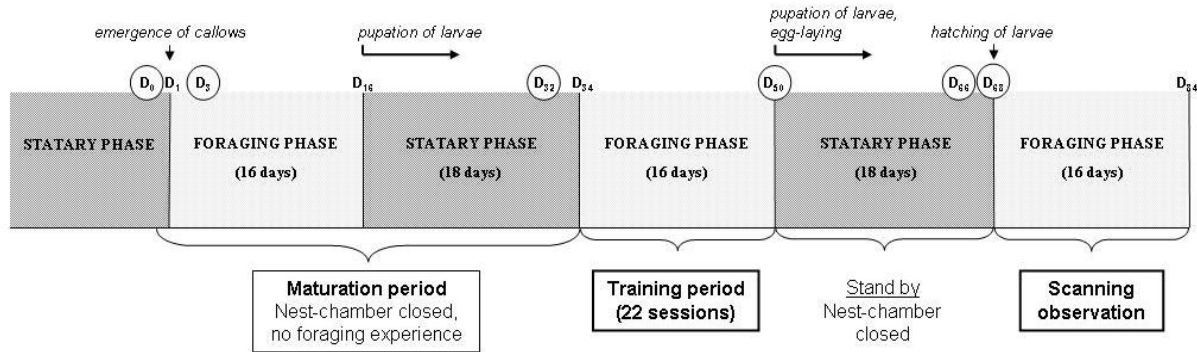 emergence of callows
pupation of larvae
pupation of larvae,
egg-laying
hatching of larvae
D0 D1 D3 D16 D32 D34 D50 D66 D68 D84
STATARY PHASE
FORAGING PHASE
(16 days)
STATARY PHASE
(18 days)
FORAGING PHASE
(16 days)
STATARY PHASE
(18 days)
FORAGING PHASE
(16 days)
Maturation period
Nest-chamber closed,
no foraging experience
Training period
(22 sessions)
Stand by
Nest-chamber
closed
Scanning
observation